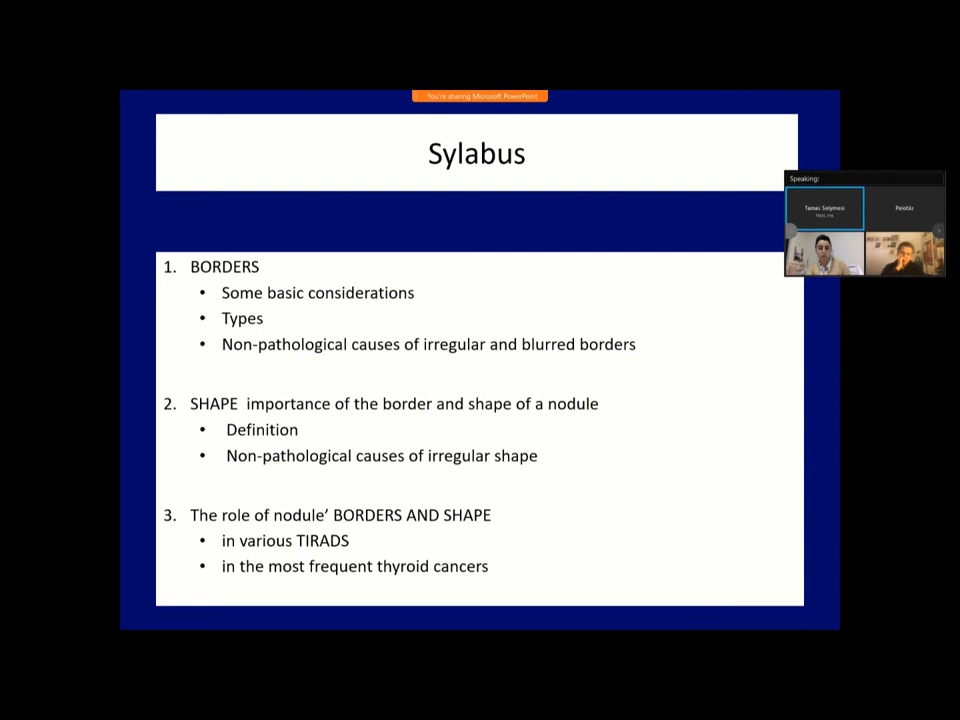 You're sharing Microsoft PowerPoint
Sylabus
Speaking:
Tamas Solymosi
Host, me
Palotás
1. BORDERS
• Some basic considerations
• Types
• Non-pathological causes of irregular and blurred borders
2. SHAPE importance of the border and shape of a nodule
• Definition
• Non-pathological causes of irregular shape
3. The role of nodule’ BORDERS AND SHAPE
• in various TIRADS
• in the most frequent thyroid cancers